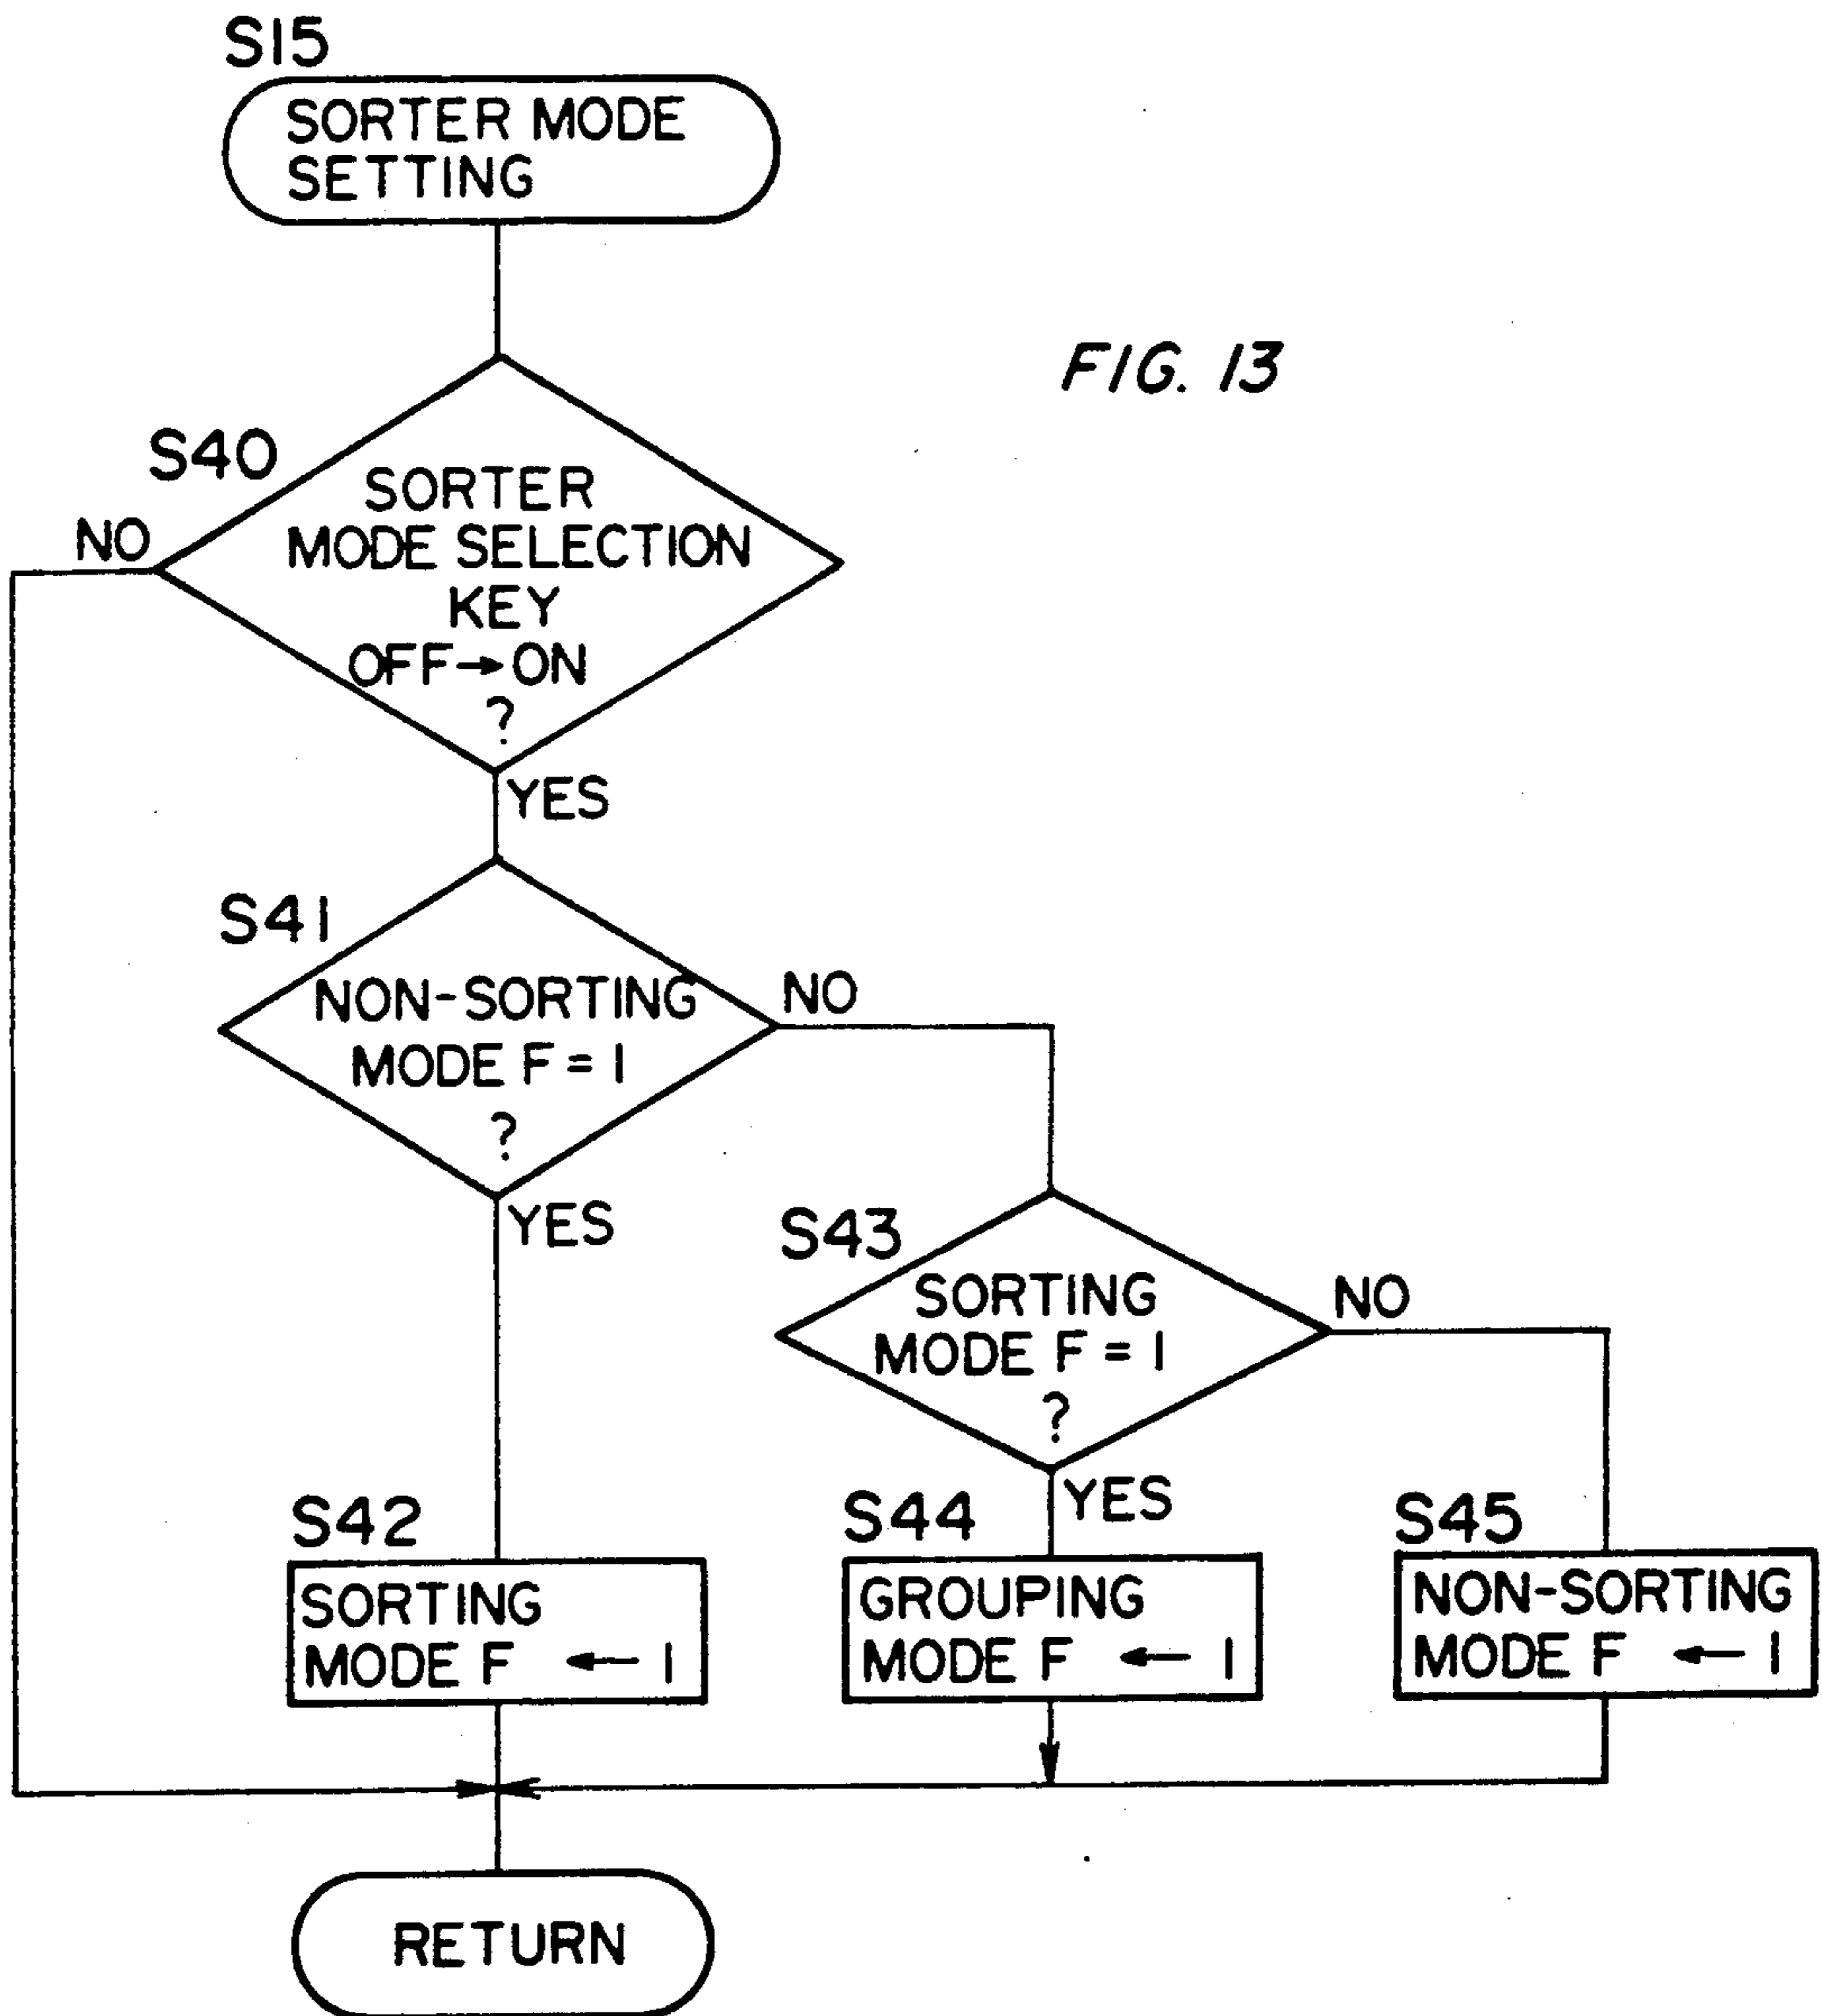 S15
SORTER MODE
SETTING
FIG. 13
S40
SORTER
MODE SELECTION
KEY
OFF→ON
?
NO
YES
S41
NON-SORTING
MODE F = 1
?
NO
YES
S43
SORTING
MODE F = 1
?
NO
YES
S42
SORTING
MODE F ← 1
S44
GROUPING
MODE F ← 1
S45
NON-SORTING
MODE F ← 1
RETURN